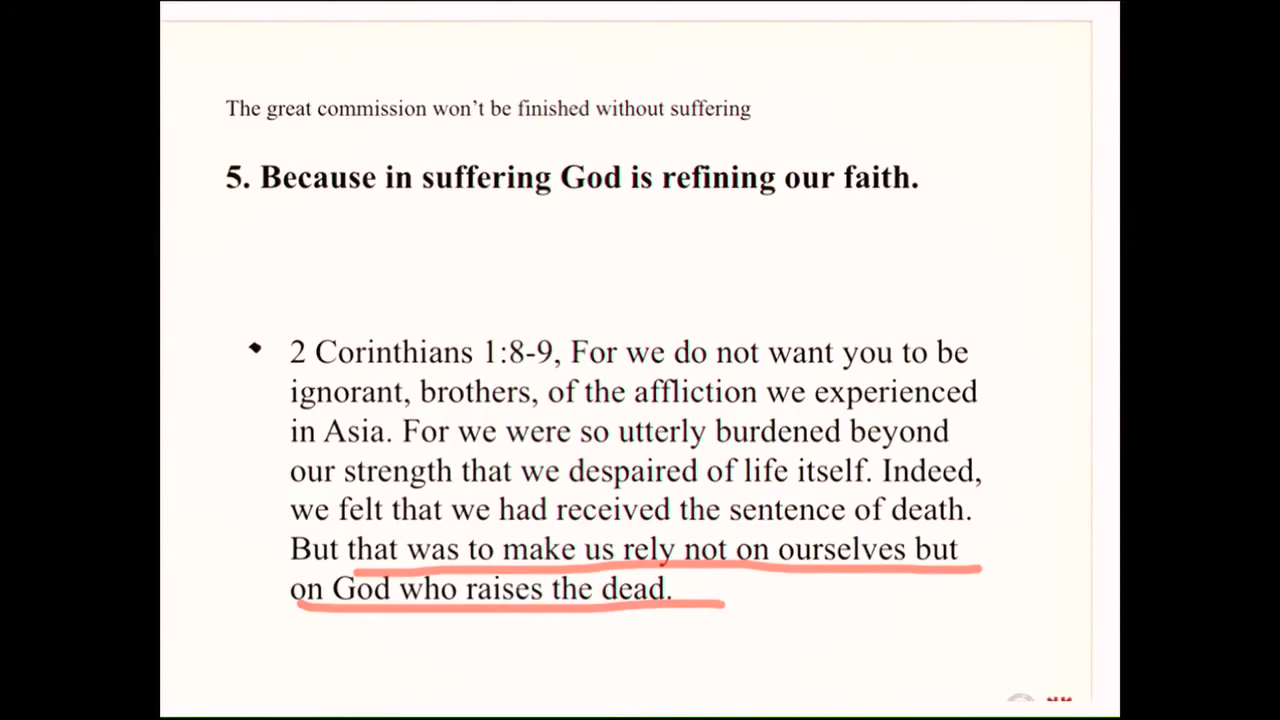 The great commission won’t be finished without suffering
5. Because in suffering God is refining our faith.
2 Corinthians 1:8-9, For we do not want you to be
ignorant, brothers, of the affliction we experienced
in Asia. For we were so utterly burdened beyond
our strength that we despaired of life itself. Indeed,
we felt that we had received the sentence of death.
But that was to make us rely not on ourselves but
on God who raises the dead.